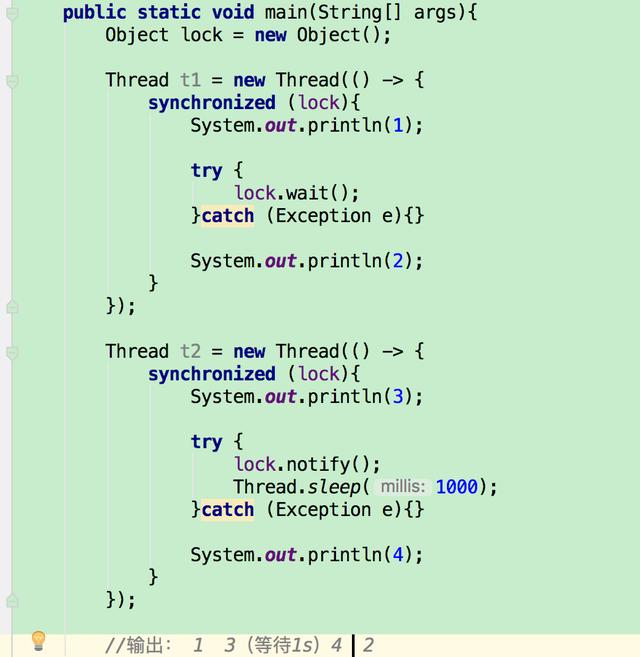 public static void main(String[] args){
Object lock = new Object();
Thread t1 = new Thread(() -> {
synchronized (lock){
System.out.println(1);
try {
lock.wait();
}catch (Exception e){}
System.out.println(2);
}
});
Thread t2 = new Thread(() -> {
synchronized (lock){
System.out.println(3);
try {
lock.notify();
Thread.sleep( millis: 1000);
}catch (Exception e){}
System.out.println(4);
}
});
//输出： 1 3（等待1s）4 2